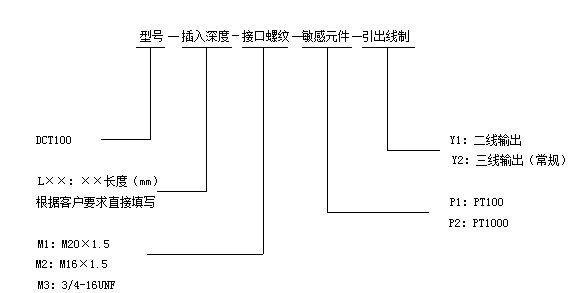 型号—插入深度—接口螺纹—敏感元件—引出线制
DCT100
L××：××长度（mm）
根据客户要求直接填写
M1：M20×1.5
M2：M16×1.5
M3：3/4-16UNF
Y1：二线输出
Y2：三线输出（常规）
P1：PT100
P2：PT1000